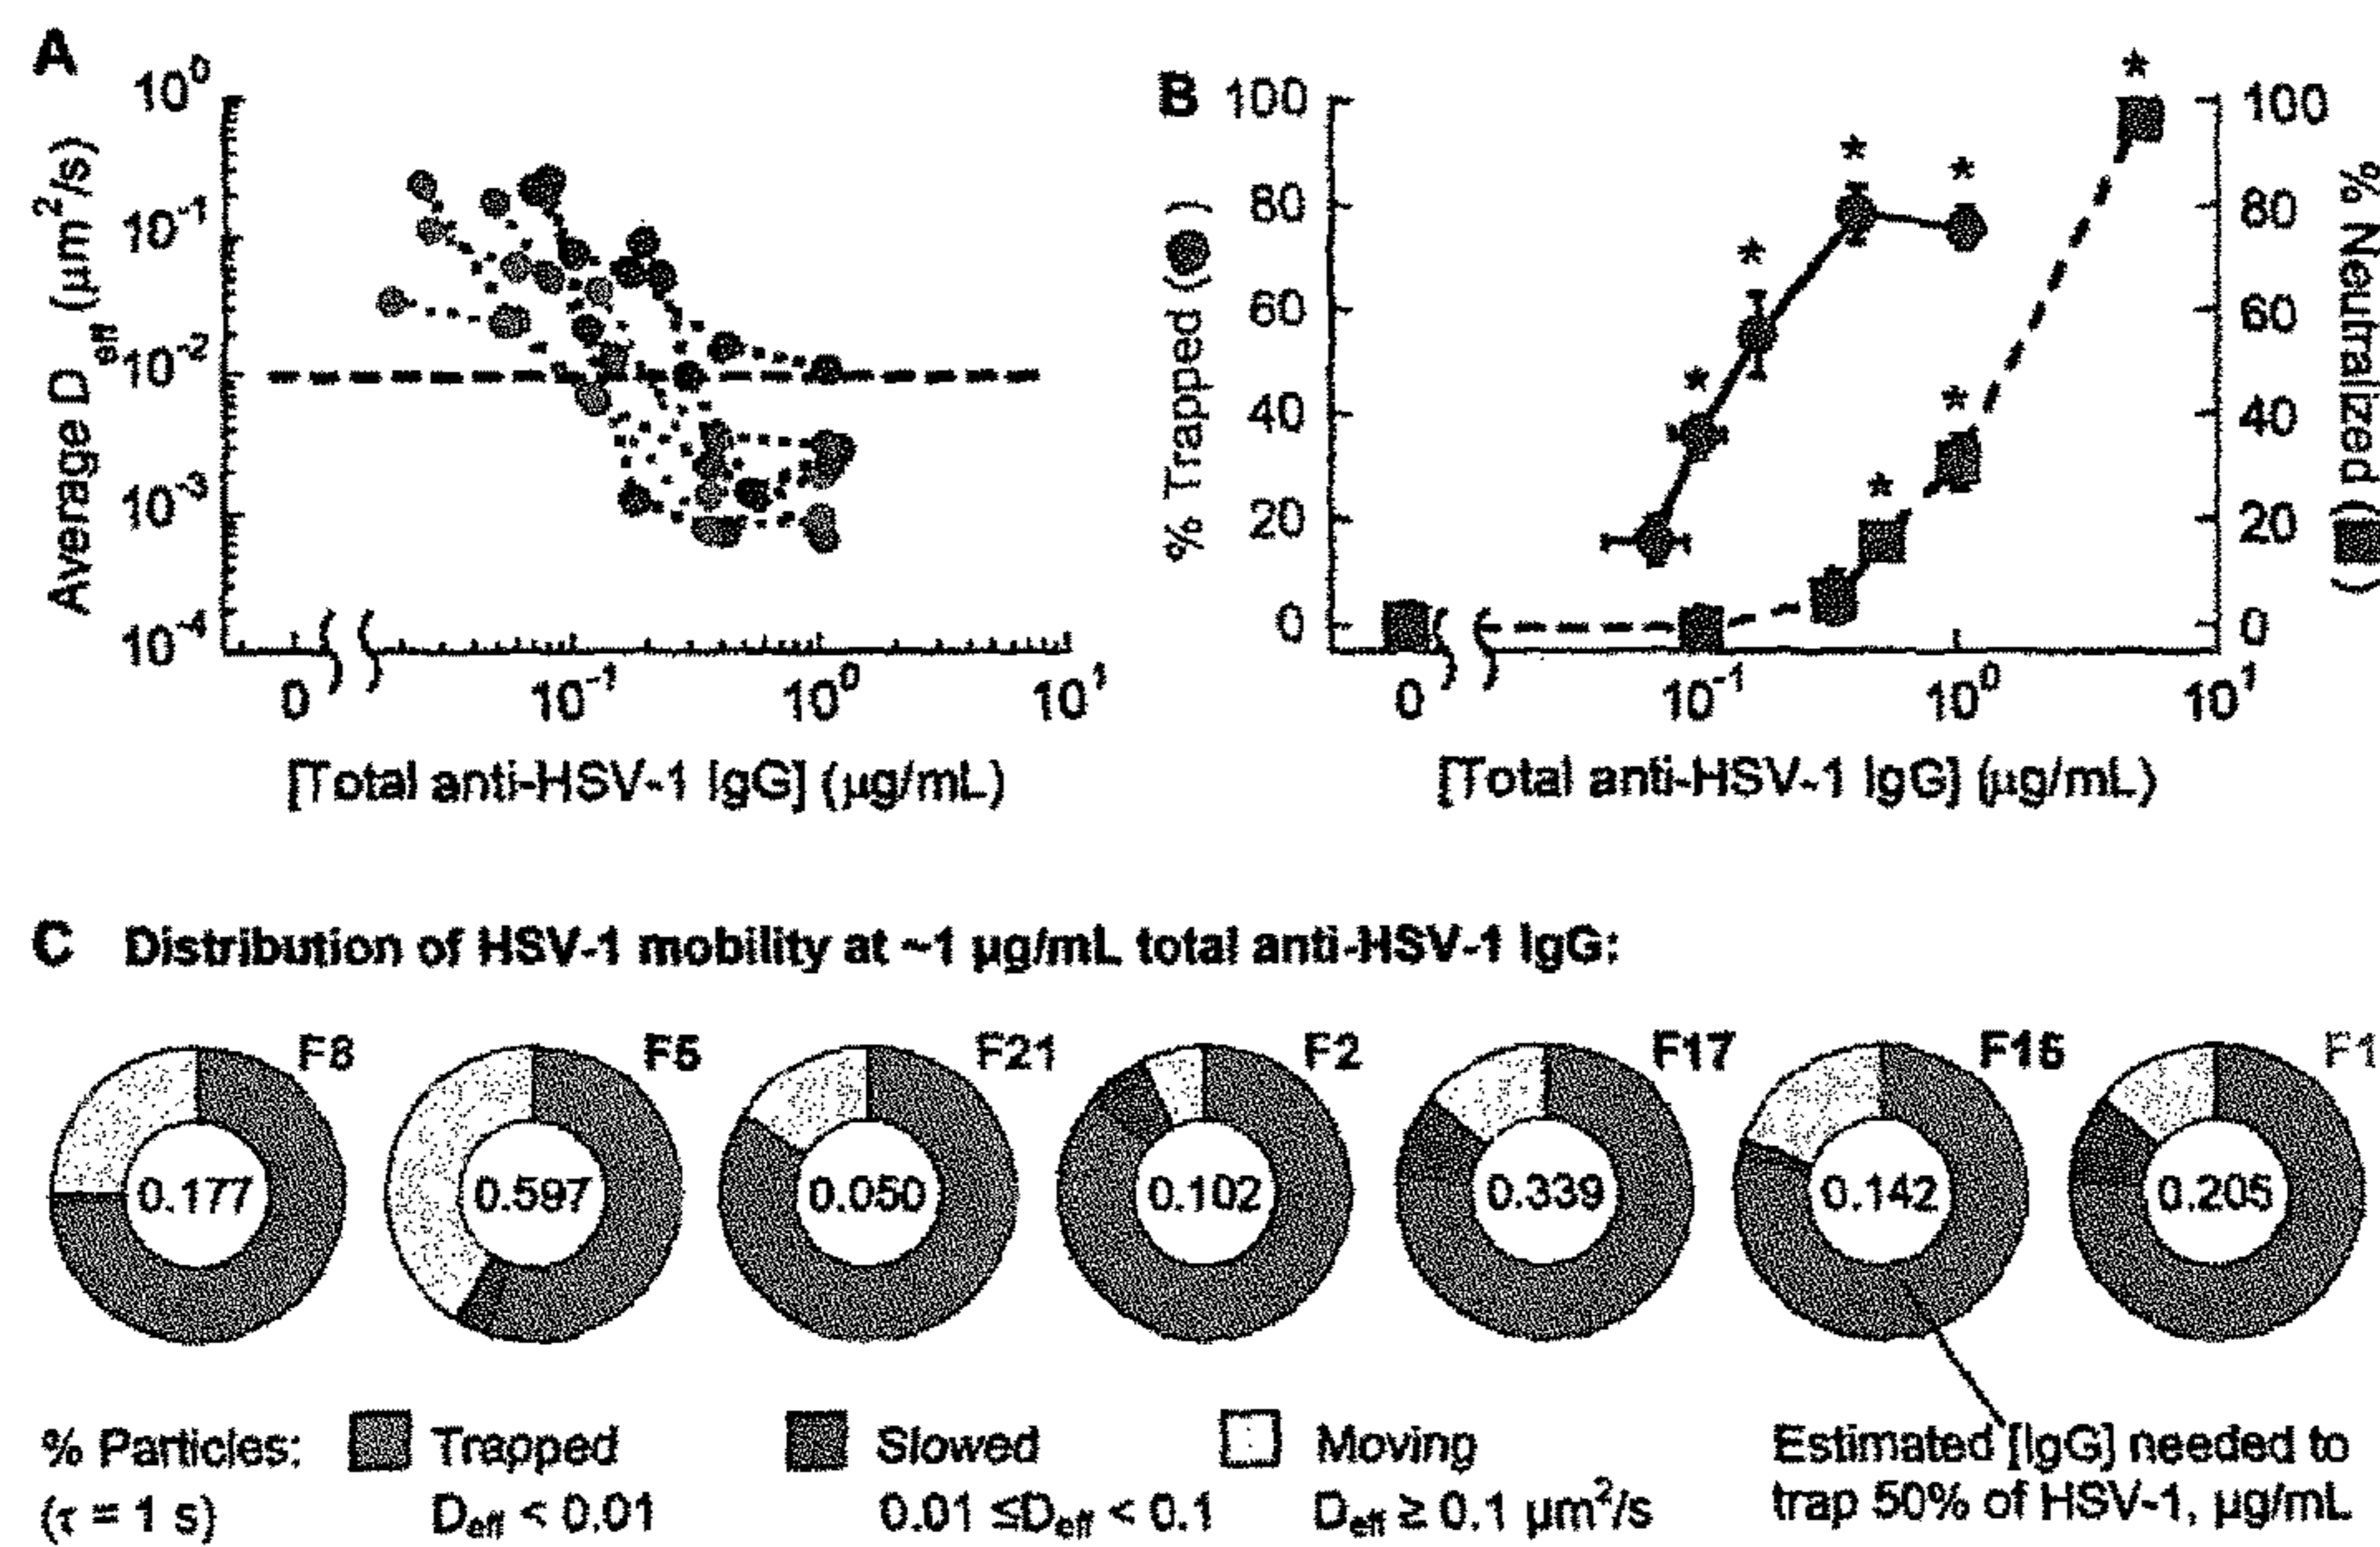 A
Average D_eff (μm²/s)
10⁰
10⁻¹
10⁻²
10⁻³
10⁻⁴
0
10⁻¹
10⁰
10¹
[Total anti-HSV-1 IgG] (μg/mL)
B
% Trapped (●)
100
80
60
40
20
0
*
*
*
*
*
*
*
% Neutralized (■)
100
80
60
40
20
0
0
10⁻¹
10⁰
10¹
[Total anti-HSV-1 IgG] (μg/mL)
C Distribution of HSV-1 mobility at ~1 μg/mL total anti-HSV-1 IgG:
F5
F21
F2
F17
0.177
0.597
0.050
0.102
0.339
0.142
0.205
% Particles:
(τ = 1 s)
Trapped
D_eff < 0.01
Slowed
0.01 ≤D_eff < 0.1
Moving
D_eff ≥ 0.1 μm²/s
Estimated [IgG] needed to
trap 50% of HSV-1, μg/mL